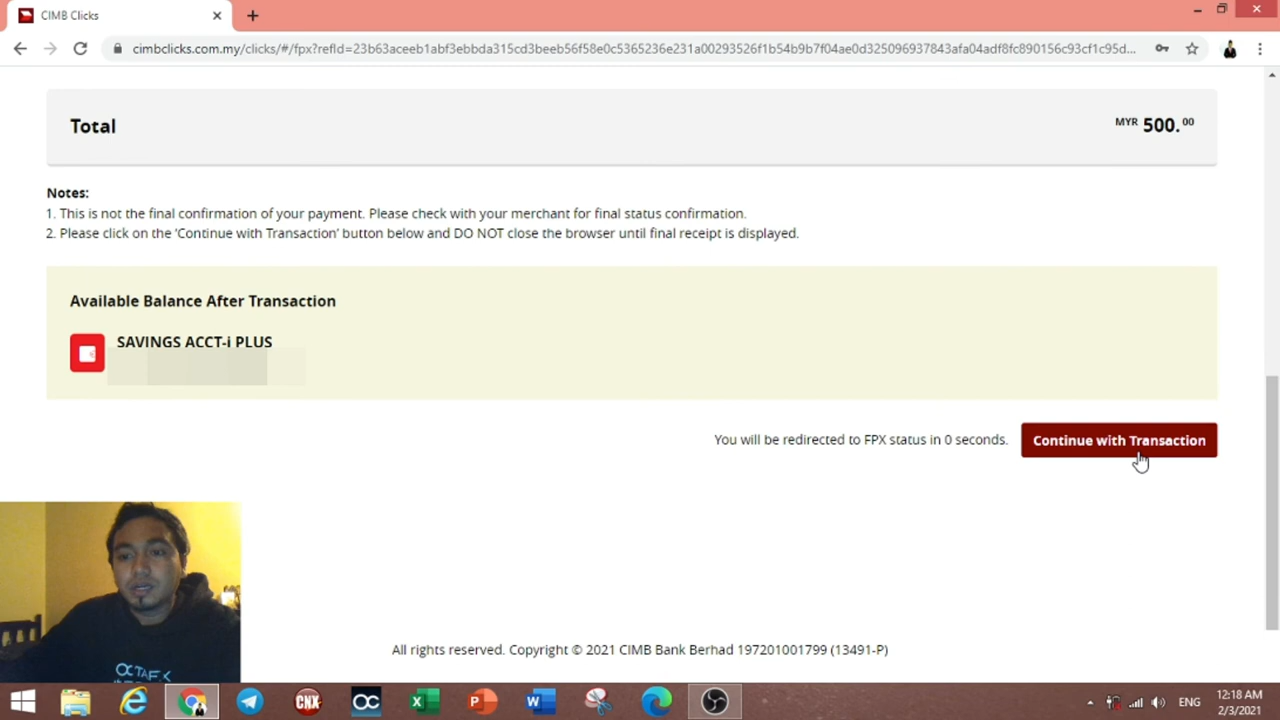 CIMB Clicks
cimbclicks.com.my/clicks/#/fpx?refId=23b63aceeb1abf3ebbda315cd3beeb56f58e0c5365236e231a00293526f1b54b9b7f04ae0d325096937843afa04adf8fc890156c93cf1c95d...
Total
MYR 500.00
Notes:
1. This is not the final confirmation of your payment. Please check with your merchant for final status confirmation.
2. Please click on the 'Continue with Transaction' button below and DO NOT close the browser until final receipt is displayed.
Available Balance After Transaction
SAVINGS ACCT-i PLUS
You will be redirected to FPX status in 0 seconds.
Continue with Transaction
All rights reserved. Copyright © 2021 CIMB Bank Berhad 197201001799 (13491-P)
CNX
OC
ENG
12:18 AM
2/3/2021